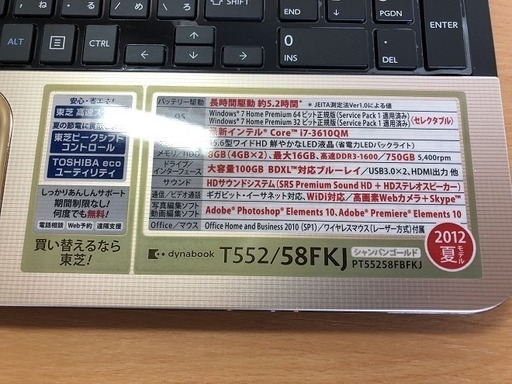 SHIFT
PGDN
ENTER
ALT
CTRL
0
INS
DEL
安心・省エネ!
東芝 高速ス
夏の節電に貢
東芝ピークシフト
コントロール
TOSHIBA eco
ユーティリティ
しっかりあんしんサポート
期間制限なし!
何度でも無料!
電話相談 Web予約 遠隔支援
買い替えるなら
東芝!
バッテリー駆動 長時間駆動 約5.2時間* * JEITA測定法Ver1.0による値
OS Windows® 7 Home Premium 64 ビット正規版(Service Pack 1 適用済み)
Windows® 7 Home Premium 32 ビット正規版(Service Pack 1 適用済み) (セレクタブル)
最新インテル® Core™ i7-3610QM
15.6型ワイドHD 鮮やかなLED液晶(省電力LEDバックライト)
メモリ/HDD 8GB(4GB×2)、最大16GB、高速DDR3-1600/750GB 5,400rpm
ドライブ/
インターフェース 大容量100GB BDXL™対応ブルーレイ/USB3.0×2、HDMI出力 他
サウンド HDサウンドシステム(SRS Premium Sound HD + HDステレオスピーカー)
通信/ビデオ通話 ギガビット・イーサネット対応、WiDi対応/高画素Webカメラ+Skype™
写真編集ソフト
動画編集ソフト Adobe® Photoshop® Elements 10、Adobe® Premiere® Elements 10
Office/マウス Office Home and Business 2010 (SP1)/ワイヤレスマウス(レーザー方式)付属
dynabook T552/58FKJ シャンパンゴールド
PT55258FBFKJ
2012
夏モデル